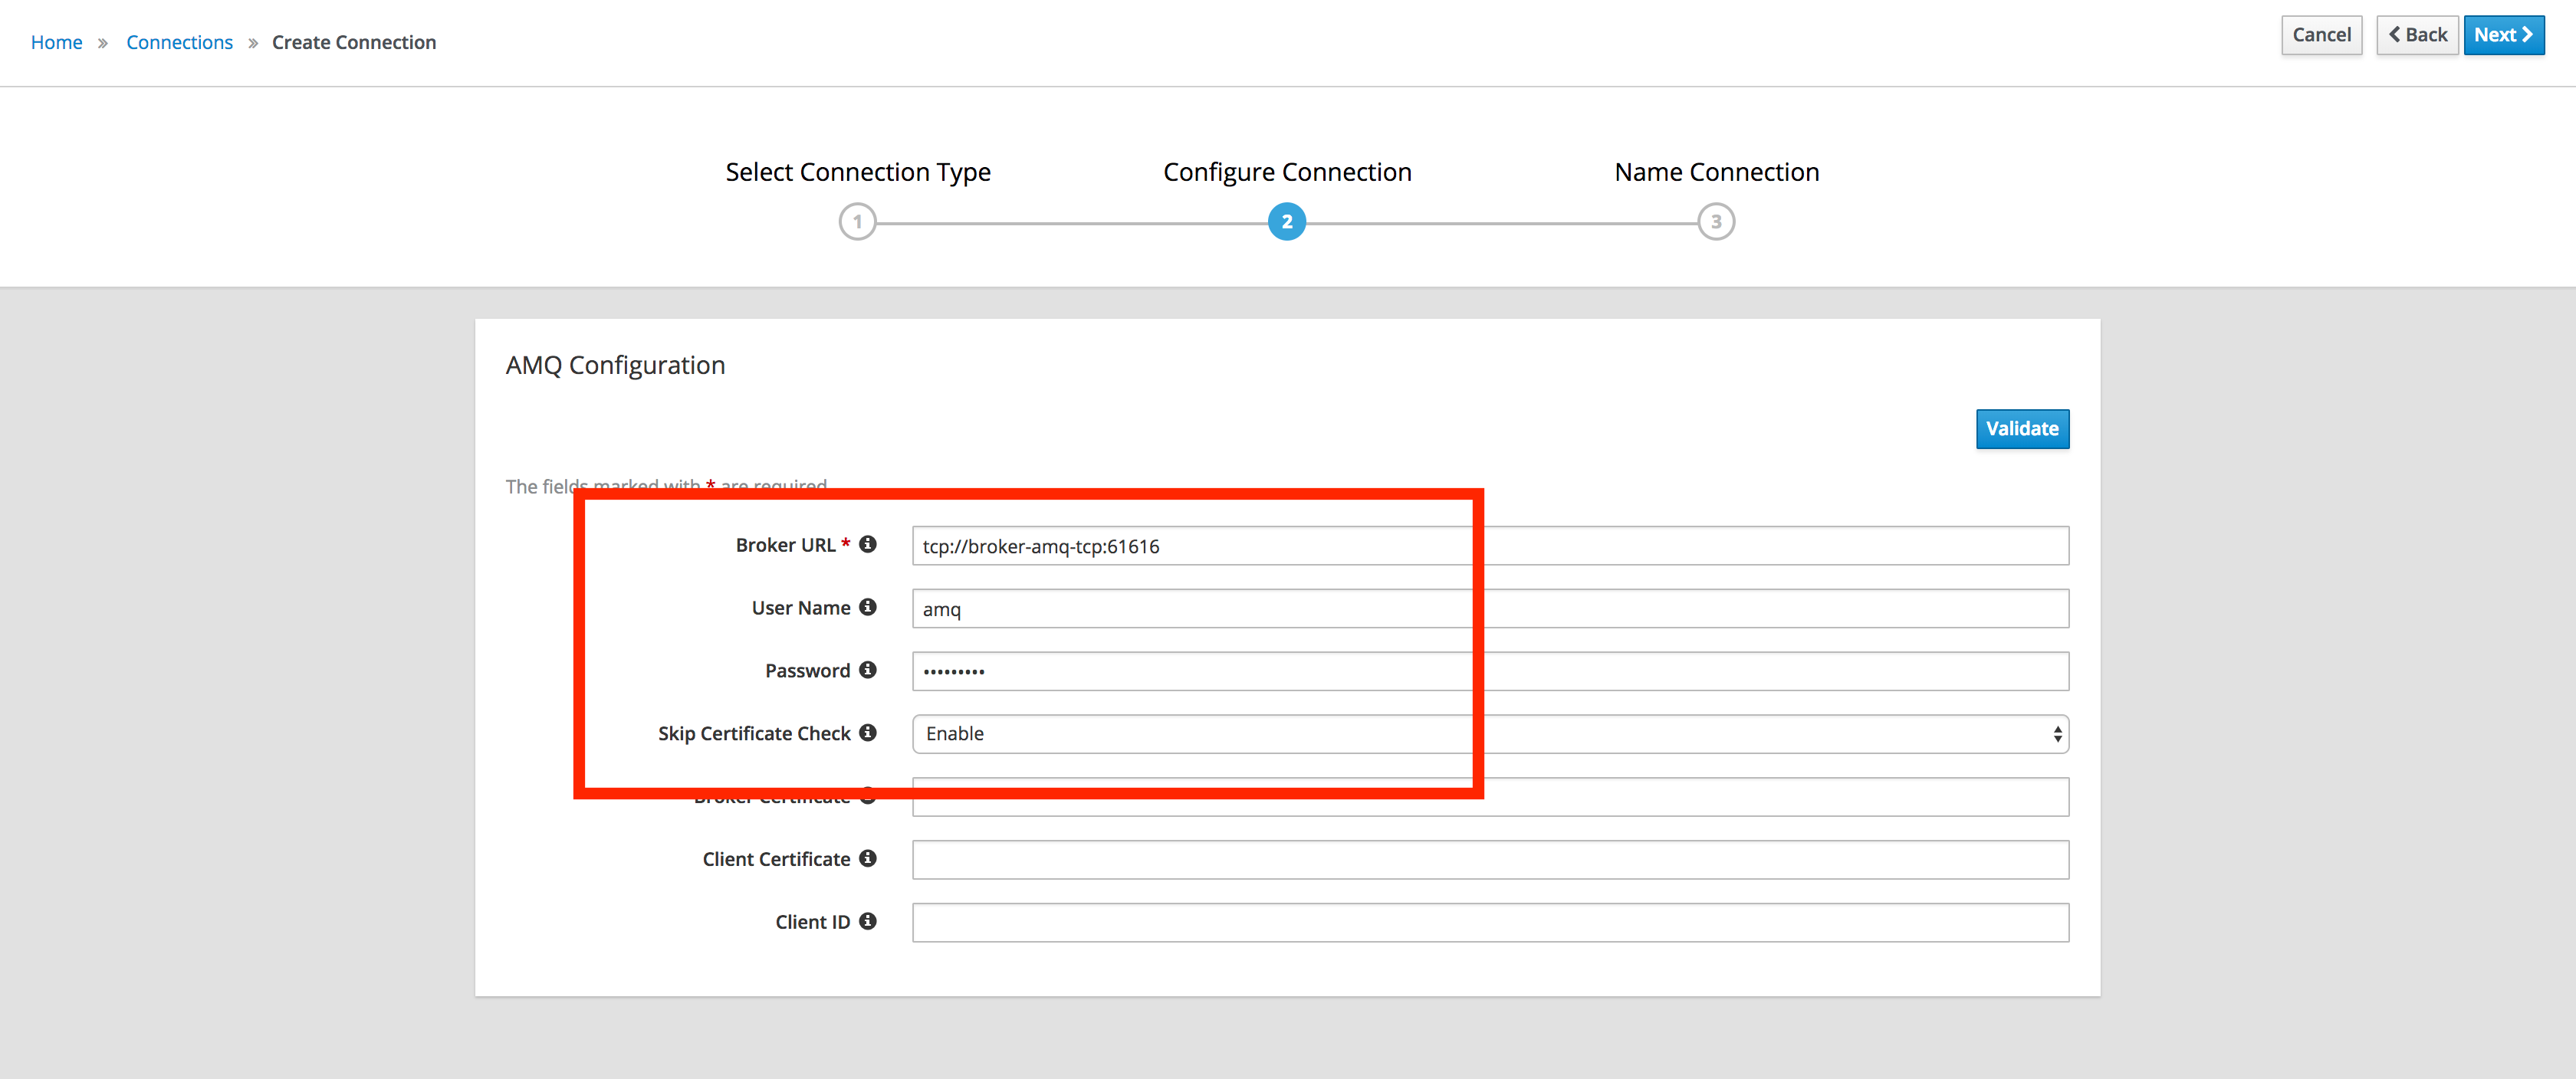 Home » Connections » Create Connection
Cancel Back Next
Select Connection Type Configure Connection Name Connection
1 2 3
AMQ Configuration
Validate
The fields marked with * are required
Broker URL * tcp://broker-amq-tcp:61616
User Name amq
Password •••••••••
Skip Certificate Check Enable
Broker Certificate
Client Certificate
Client ID